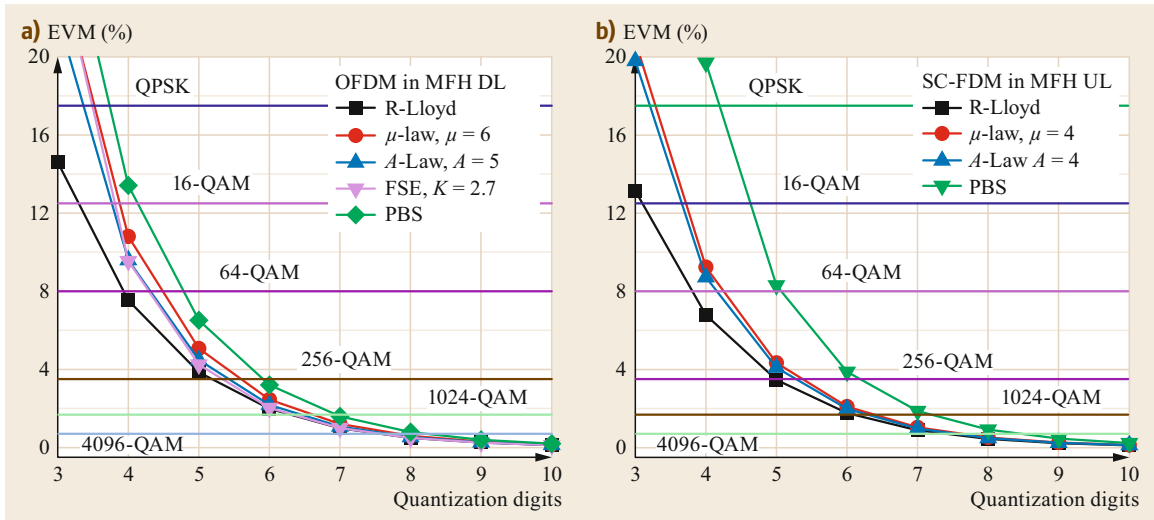 a) EVM (%)
20
16
12
8
4
0
3 4 5 6 7 8 9 10
Quantization digits
QPSK
16-QAM
64-QAM
256-QAM
1024-QAM
4096-QAM
OFDM in MFH DL
R-Lloyd
μ-law, μ = 6
A-Law, A = 5
FSE, K = 2.7
PBS
b) EVM (%)
20
16
12
8
4
0
3 4 5 6 7 8 9 10
Quantization digits
QPSK
16-QAM
64-QAM
256-QAM
1024-QAM
4096-QAM
SC-FDM in MFH UL
R-Lloyd
μ-law, μ = 4
A-Law A = 4
PBS